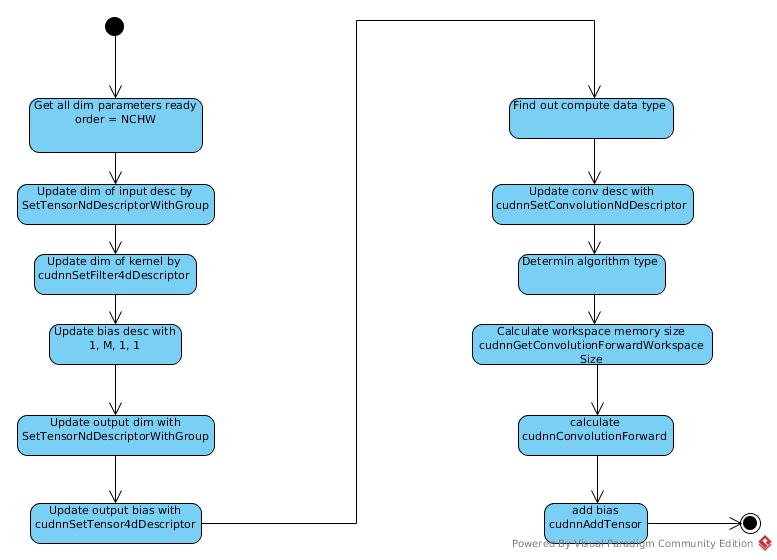 Get all dim parameters ready
order = NCHW
Update dim of input desc by
SetTensorNdDescriptorWithGroup
Update dim of kernel by
cudnnSetFilter4dDescriptor
Update bias desc with
1, M, 1, 1
Update output dim with
SetTensorNdDescriptorWithGroup
Update output bias with
cudnnSetTensor4dDescriptor
Find out compute data type
Update conv desc with
cudnnSetConvolutionNdDescriptor
Determin algorithm type
Calculate workspace memory size
cudnnGetConvolutionForwardWorkspace
Size
calculate
cudnnConvolutionForward
add bias
cudnnAddTensor
Powered By Visual Paradigm Community Edition